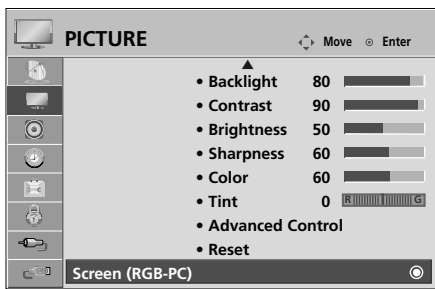 PICTURE Move Enter
• Backlight 80
• Contrast 90
• Brightness 50
• Sharpness 60
• Color 60
• Tint 0 R G
• Advanced Control
• Reset
Screen (RGB-PC)